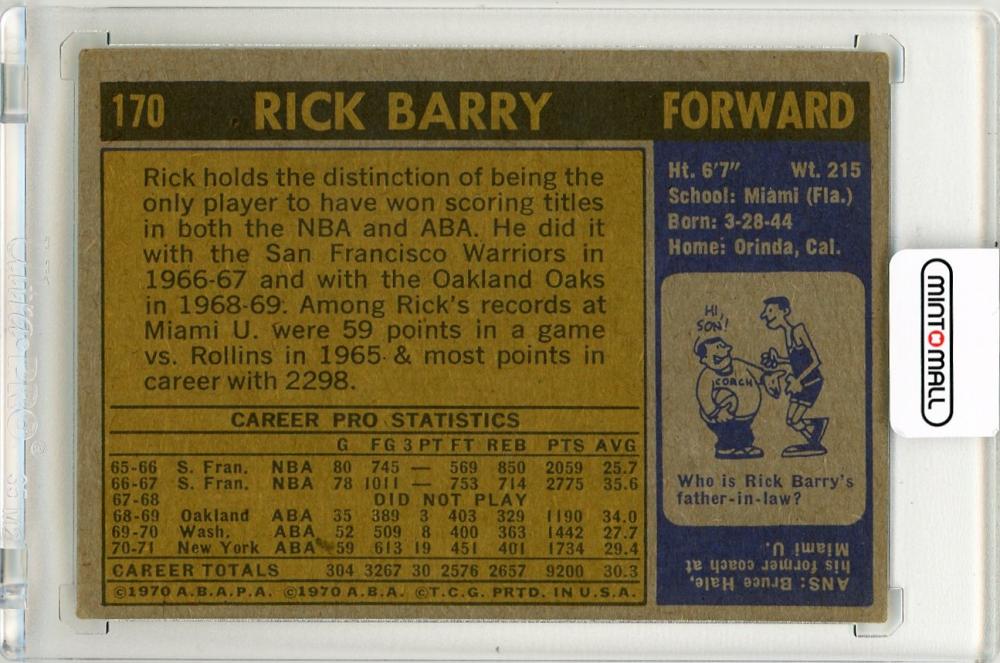 170 RICK BARRY FORWARD
Rick holds the distinction of being the
only player to have won scoring titles
in both the NBA and ABA. He did it
with the San Francisco Warriors in
1966-67 and with the Oakland Oaks
in 1968-69. Among Rick's records at
Miami U. were 59 points in a game
vs. Rollins in 1965 & most points in
career with 2298.
CAREER PRO STATISTICS
G FG 3 PT FT REB PTS AVG
65-66 S. Fran. NBA 80 745 — 569 850 2059 25.7
66-67 S. Fran. NBA 78 1011 — 753 714 2775 35.6
67-68 DID NOT PLAY
68-69 Oakland ABA 35 389 3 403 329 1190 34.0
69-70 Wash. ABA 52 509 8 400 363 1442 27.7
70-71 New York ABA 59 613 19 451 401 1734 29.4
CAREER TOTALS 304 3267 30 2576 2657 9200 30.3
©1970 A.B.A.P.A. ©1970 A.B.A. ©T.C.G. PRTD. IN U.S.A.
Ht. 6'7" Wt. 215
School: Miami (Fla.)
Born: 3-28-44
Home: Orinda, Cal.
HI,
SON!
COACH
Who is Rick Barry's
father-in-law?
ANS: Bruce Hale,
his former coach at
Miami U.
MINTOMALL